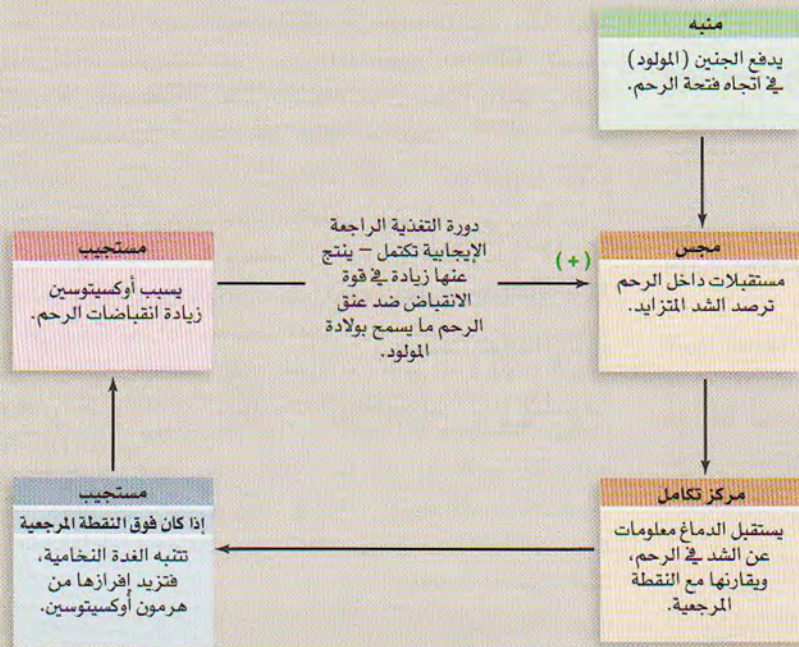 منبه
يدفع الجنين (المولود)
في اتجاه فتحة الرحم.
مجس
مستقبلات داخل الرحم
ترصد الشد المتزايد.
مركز تكامل
يستقبل الدماغ معلومات
عن الشد في الرحم،
ويقارنها مع النقطة
المرجعية.
مستجيب
إذا كان فوق النقطة المرجعية
تتنبه الغدة النخامية،
فتزيد إفرازها من
هرمون أوكسيتوسين.
مستجيب
يسبب أوكسيتوسين
زيادة انقباضات الرحم.
دورة التغذية الراجعة
الإيجابية تكتمل – ينتج
عنها زيادة في قوة
الانقباض ضد عنق
الرحم ما يسمح بولادة
المولود.
(+)